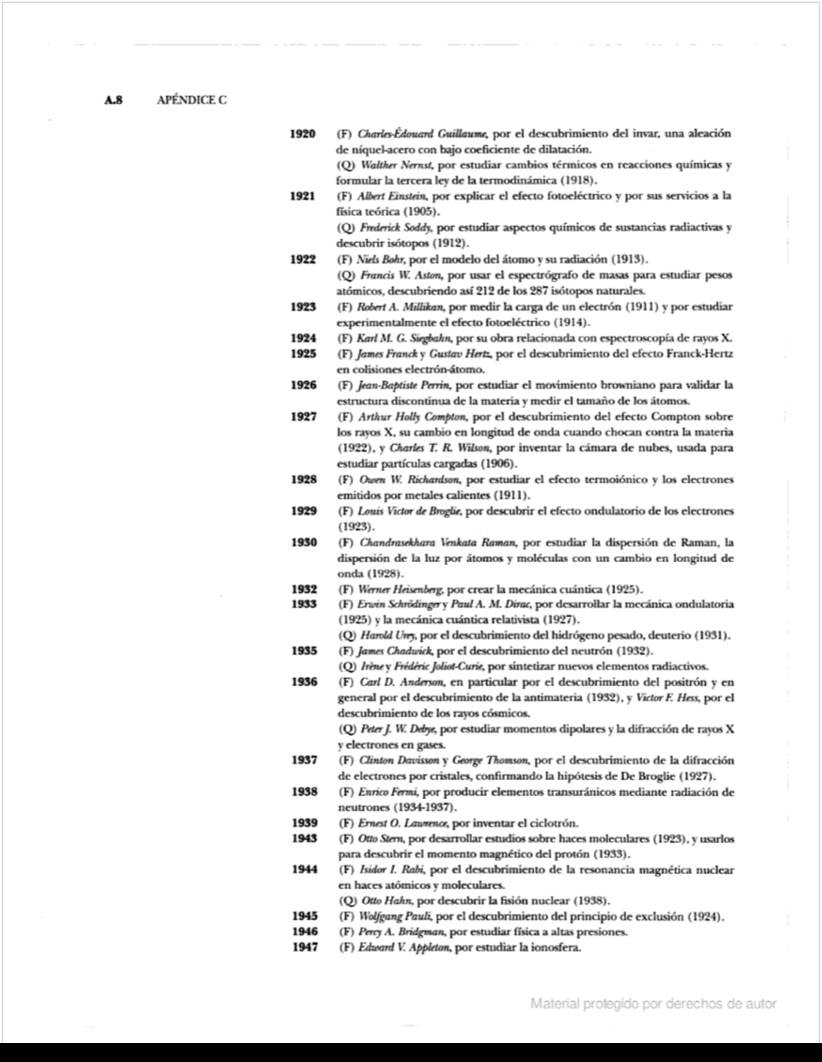 A.8 APÉNDICE C
1920 (F) Charles-Édouard Guillaume, por el descubrimiento del invar, una aleación
de níquel-acero con bajo coeficiente de dilatación.
(Q) Walther Nernst, por estudiar cambios térmicos en reacciones químicas y
formular la tercera ley de la termodinámica (1918).
1921 (F) Albert Einstein, por explicar el efecto fotoeléctrico y por sus servicios a la
física teórica (1905).
(Q) Frederick Soddy, por estudiar aspectos químicos de sustancias radiactivas y
descubrir isótopos (1912).
1922 (F) Niels Bohr, por el modelo del átomo y su radiación (1913).
(Q) Francis W. Aston, por usar el espectrógrafo de masas para estudiar pesos
atómicos, descubriendo así 212 de los 287 isótopos naturales.
1923 (F) Robert A. Millikan, por medir la carga de un electrón (1911) y por estudiar
experimentalmente el efecto fotoeléctrico (1914).
1924 (F) Karl M. G. Siegbahn, por su obra relacionada con espectroscopía de rayos X.
1925 (F) James Franck y Gustav Hertz, por el descubrimiento del efecto Franck-Hertz
en colisiones electrón-átomo.
1926 (F) Jean-Baptiste Perrin, por estudiar el movimiento browniano para validar la
estructura discontinua de la materia y medir el tamaño de los átomos.
1927 (F) Arthur Holly Compton, por el descubrimiento del efecto Compton sobre
los rayos X, su cambio en longitud de onda cuando chocan contra la materia
(1922), y Charles T. R. Wilson, por inventar la cámara de nubes, usada para
estudiar partículas cargadas (1906).
1928 (F) Owen W. Richardson, por estudiar el efecto termoiónico y los electrones
emitidos por metales calientes (1911).
1929 (F) Louis Victor de Broglie, por descubrir el efecto ondulatorio de los electrones
(1923).
1930 (F) Chandrasekhara Venkata Raman, por estudiar la dispersión de Raman, la
dispersión de la luz por átomos y moléculas con un cambio en longitud de
onda (1928).
1932 (F) Werner Heisenberg, por crear la mecánica cuántica (1925).
1933 (F) Erwin Schrödinger y Paul A. M. Dirac, por desarrollar la mecánica ondulatoria
(1925) y la mecánica cuántica relativista (1927).
(Q) Harold Urey, por el descubrimiento del hidrógeno pesado, deuterio (1931).
1935 (F) James Chadwick, por el descubrimiento del neutrón (1932).
(Q) Irène y Frédéric Joliot-Curie, por sintetizar nuevos elementos radiactivos.
1936 (F) Carl D. Anderson, en particular por el descubrimiento del positrón y en
general por el descubrimiento de la antimateria (1932), y Victor F. Hess, por el
descubrimiento de los rayos cósmicos.
(Q) Peter J. W. Debye, por estudiar momentos dipolares y la difracción de rayos X
y electrones en gases.
1937 (F) Clinton Davisson y George Thomson, por el descubrimiento de la difracción
de electrones por cristales, confirmando la hipótesis de De Broglie (1927).
1938 (F) Enrico Fermi, por producir elementos transuránicos mediante radiación de
neutrones (1934-1937).
1939 (F) Ernest O. Lawrence, por inventar el ciclotrón.
1943 (F) Otto Stern, por desarrollar estudios sobre haces moleculares (1923), y usarlos
para descubrir el momento magnético del protón (1933).
1944 (F) Isidor I. Rabi, por el descubrimiento de la resonancia magnética nuclear
en haces atómicos y moleculares.
(Q) Otto Hahn, por descubrir la fisión nuclear (1938).
1945 (F) Wolfgang Pauli, por el descubrimiento del principio de exclusión (1924).
1946 (F) Percy A. Bridgman, por estudiar física a altas presiones.
1947 (F) Edward V. Appleton, por estudiar la ionosfera.
Material protegido por derechos de autor